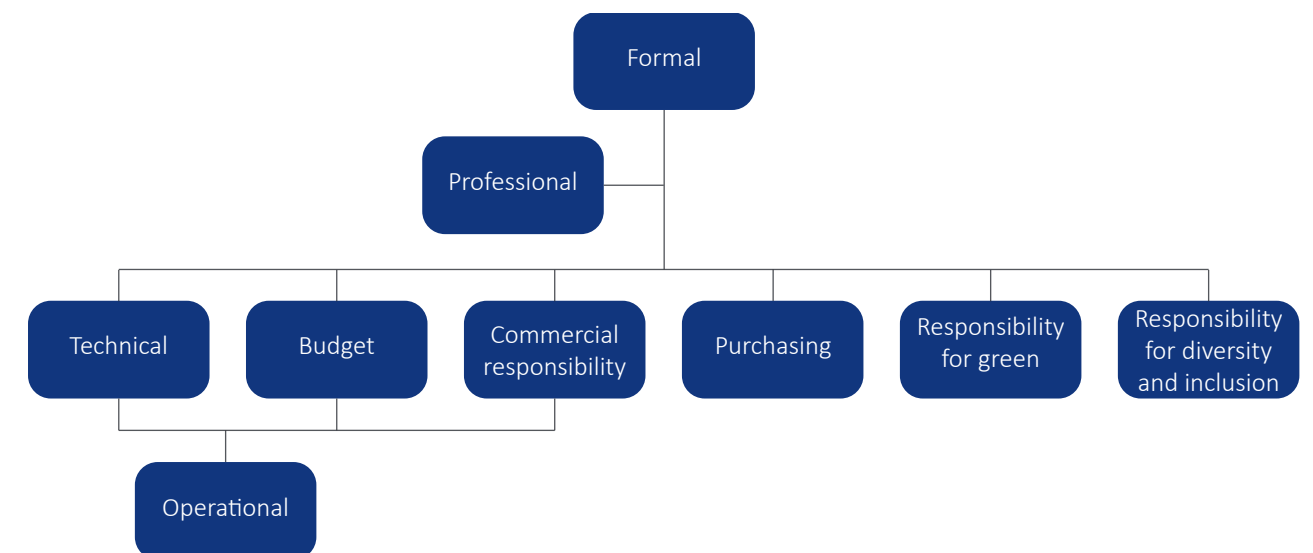 Formal
Professional
Technical
Budget
Commercial
responsibility
Purchasing
Responsibility
for green
Responsibility
for diversity
and inclusion
Operational